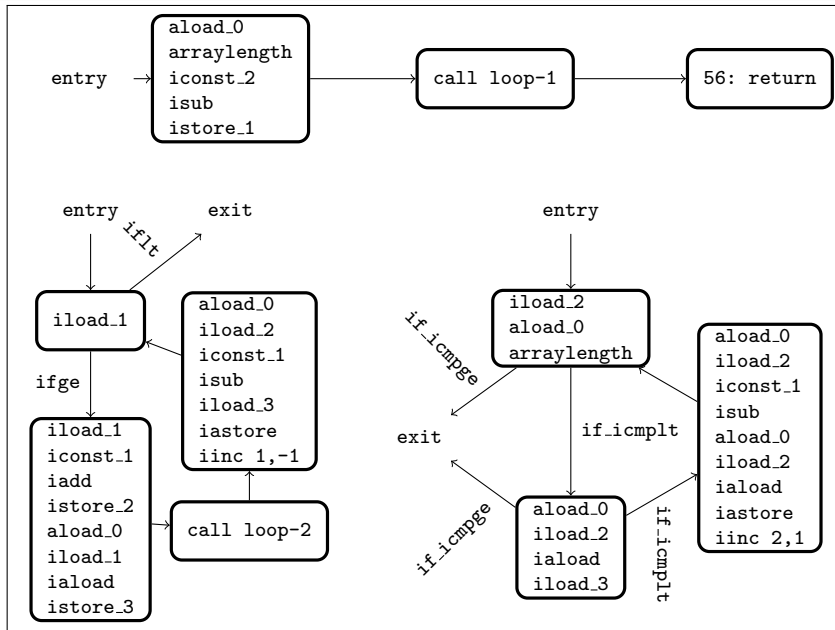 entry
aload_0
arraylength
iconst_2
isub
istore_1
call loop-1
56: return
entry
exit
iflt
iload_1
ifge
iload_1
iconst_1
iadd
istore_2
aload_0
iload_1
iaload
istore_3
call loop-2
aload_0
iload_2
iconst_1
isub
iload_3
iastore
iinc 1,-1
entry
iload_2
aload_0
arraylength
if_icmpge
exit
if_icmplt
if_icmpge
aload_0
iload_2
iaload
iload_3
if_icmplt
aload_0
iload_2
iconst_1
isub
aload_0
iload_2
iaload
iastore
iinc 2,1